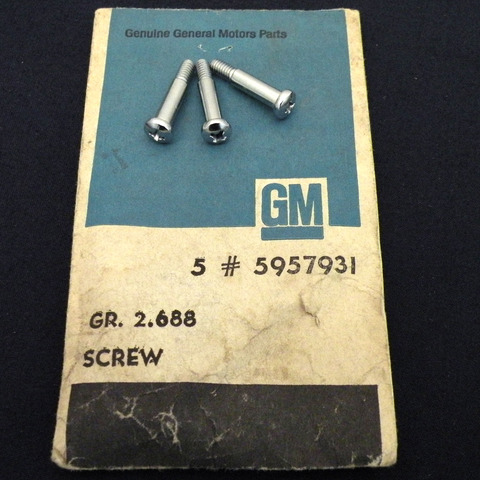 Genuine General Motors Parts
GM
5 # 5957931
GR. 2.688
SCREW